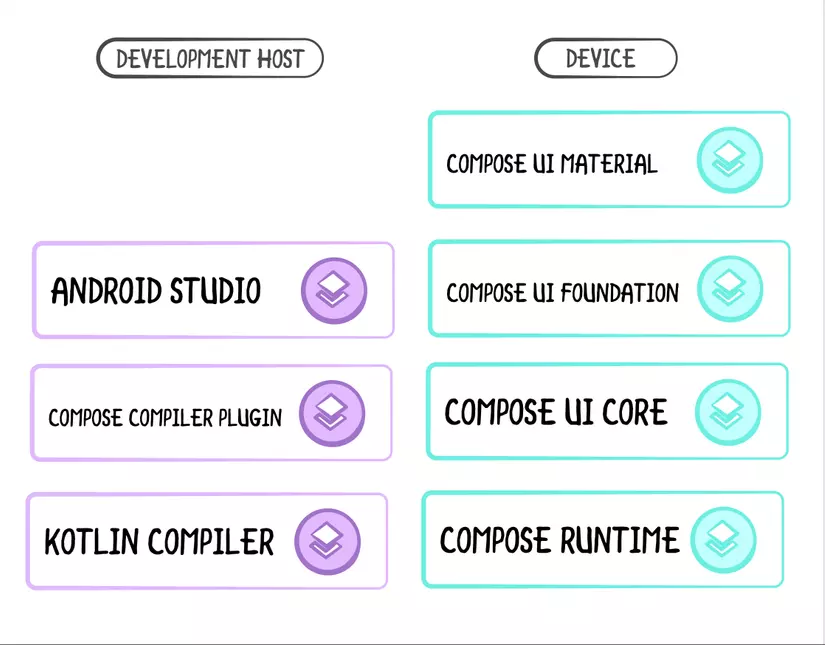 DEVELOPMENT HOST
ANDROID STUDIO
COMPOSE COMPILER PLUGIN
KOTLIN COMPILER
DEVICE
COMPOSE UI MATERIAL
COMPOSE UI FOUNDATION
COMPOSE UI CORE
COMPOSE RUNTIME